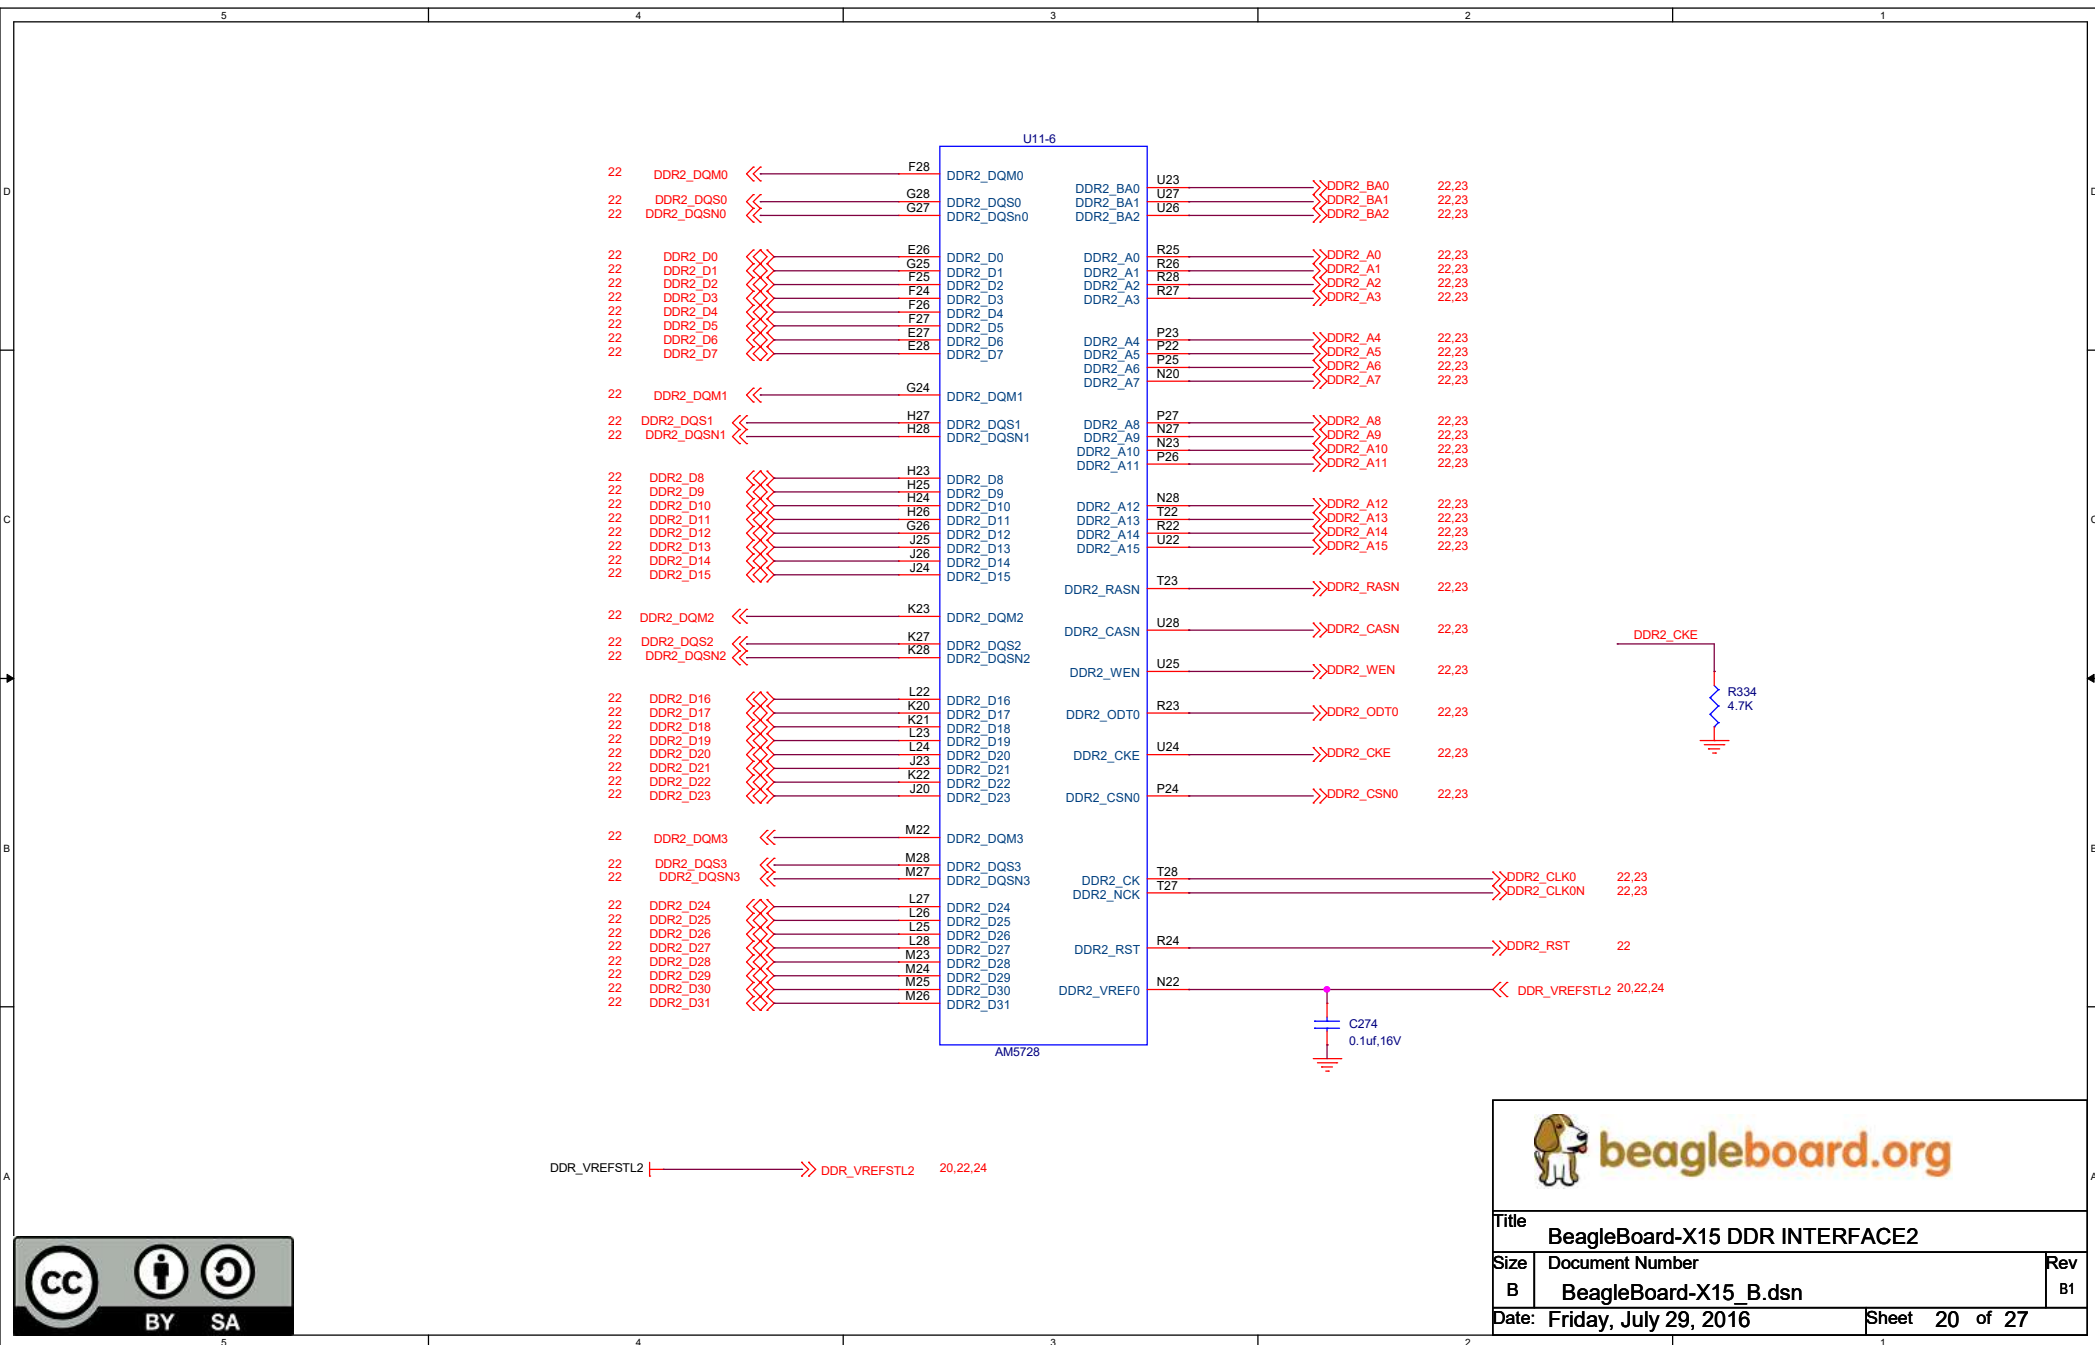 5 4 3 2 1
D
C
B
A
U11-6
22 DDR2_DQM0 F28 DDR2_DQM0
22 DDR2_DQS0 G28 DDR2_DQS0
22 DDR2_DQSN0 G27 DDR2_DQSn0
22 DDR2_D0 E26 DDR2_D0
22 DDR2_D1 G25 DDR2_D1
22 DDR2_D2 F25 DDR2_D2
22 DDR2_D3 F24 DDR2_D3
22 DDR2_D4 F26 DDR2_D4
22 DDR2_D5 F27 DDR2_D5
22 DDR2_D6 E27 DDR2_D6
22 DDR2_D7 E28 DDR2_D7
22 DDR2_DQM1 G24 DDR2_DQM1
22 DDR2_DQS1 H27 DDR2_DQS1
22 DDR2_DQSN1 H28 DDR2_DQSN1
22 DDR2_D8 H23 DDR2_D8
22 DDR2_D9 H25 DDR2_D9
22 DDR2_D10 H24 DDR2_D10
22 DDR2_D11 H26 DDR2_D11
22 DDR2_D12 G26 DDR2_D12
22 DDR2_D13 J25 DDR2_D13
22 DDR2_D14 J26 DDR2_D14
22 DDR2_D15 J24 DDR2_D15
22 DDR2_DQM2 K23 DDR2_DQM2
22 DDR2_DQS2 K27 DDR2_DQS2
22 DDR2_DQSN2 K28 DDR2_DQSN2
22 DDR2_D16 L22 DDR2_D16
22 DDR2_D17 K20 DDR2_D17
22 DDR2_D18 K21 DDR2_D18
22 DDR2_D19 L23 DDR2_D19
22 DDR2_D20 L24 DDR2_D20
22 DDR2_D21 J23 DDR2_D21
22 DDR2_D22 K22 DDR2_D22
22 DDR2_D23 J20 DDR2_D23
22 DDR2_DQM3 M22 DDR2_DQM3
22 DDR2_DQS3 M28 DDR2_DQS3
22 DDR2_DQSN3 M27 DDR2_DQSN3
22 DDR2_D24 L27 DDR2_D24
22 DDR2_D25 L26 DDR2_D25
22 DDR2_D26 L25 DDR2_D26
22 DDR2_D27 L28 DDR2_D27
22 DDR2_D28 M23 DDR2_D28
22 DDR2_D29 M24 DDR2_D29
22 DDR2_D30 M25 DDR2_D30
22 DDR2_D31 M26 DDR2_D31
DDR2_BA0 U23 DDR2_BA0 22,23
DDR2_BA1 U27 DDR2_BA1 22,23
DDR2_BA2 U26 DDR2_BA2 22,23
DDR2_A0 R25 DDR2_A0 22,23
DDR2_A1 R26 DDR2_A1 22,23
DDR2_A2 R28 DDR2_A2 22,23
DDR2_A3 R27 DDR2_A3 22,23
DDR2_A4 P23 DDR2_A4 22,23
DDR2_A5 P22 DDR2_A5 22,23
DDR2_A6 P25 DDR2_A6 22,23
DDR2_A7 N20 DDR2_A7 22,23
DDR2_A8 P27 DDR2_A8 22,23
DDR2_A9 N27 DDR2_A9 22,23
DDR2_A10 N23 DDR2_A10 22,23
DDR2_A11 P26 DDR2_A11 22,23
DDR2_A12 N28 DDR2_A12 22,23
DDR2_A13 T22 DDR2_A13 22,23
DDR2_A14 R22 DDR2_A14 22,23
DDR2_A15 U22 DDR2_A15 22,23
DDR2_RASN T23 DDR2_RASN 22,23
DDR2_CASN U28 DDR2_CASN 22,23
DDR2_WEN U25 DDR2_WEN 22,23
DDR2_ODT0 R23 DDR2_ODT0 22,23
DDR2_CKE U24 DDR2_CKE 22,23
DDR2_CSN0 P24 DDR2_CSN0 22,23
DDR2_CK T28 DDR2_CLK0 22,23
DDR2_NCK T27 DDR2_CLK0N 22,23
DDR2_RST R24 DDR2_RST 22
DDR2_VREF0 N22 DDR_VREFSTL2 20,22,24
C274
0.1uf,16V
AM5728
DDR2_CKE
R334
4.7K
DDR_VREFSTL2 DDR_VREFSTL2 20,22,24
cc BY SA
beagleboard.org
Title
BeagleBoard-X15 DDR INTERFACE2
Size Document Number Rev
B BeagleBoard-X15_B.dsn B1
Date: Friday, July 29, 2016 Sheet 20 of 27
D
C
B
A
5 4 3 2 1